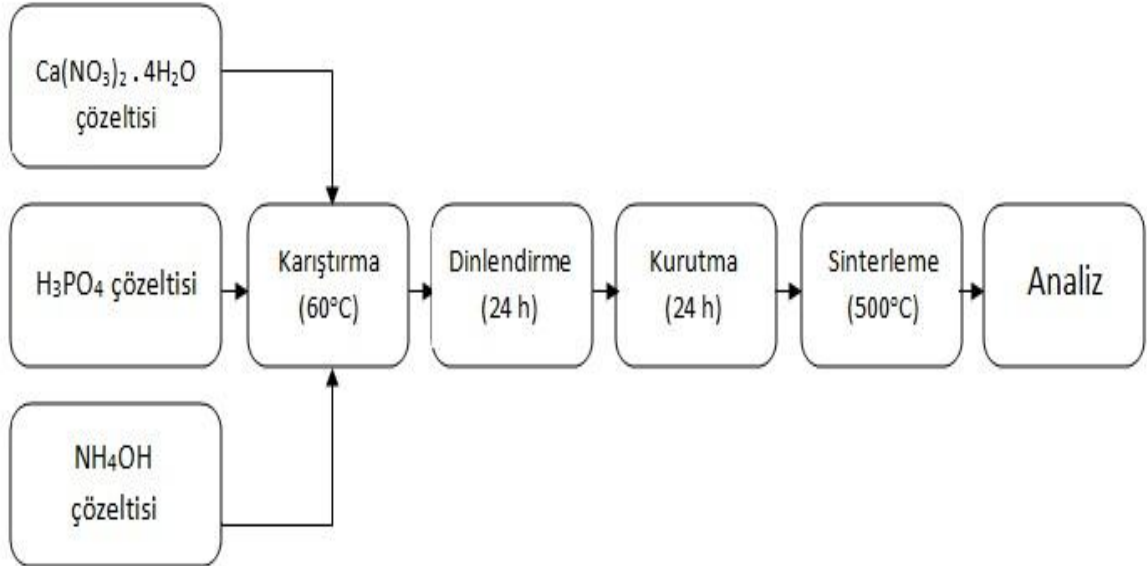 Ca(NO₃)₂ . 4H₂O
çözeltisi
H₃PO₄ çözeltisi
NH₄OH
çözeltisi
Karıştırma
(60°C)
Dinlendirme
(24 h)
Kurutma
(24 h)
Sinterleme
(500°C)
Analiz